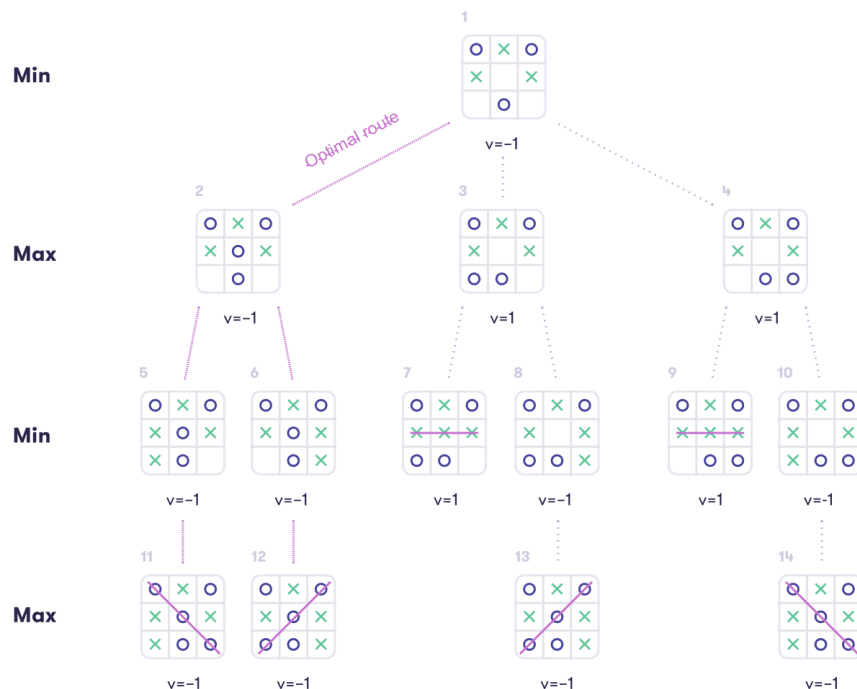 1
Min
Optimal route
v=-1
2
3
4
Max
v=-1
v=1
v=1
5
6
7
8
9
10
Min
v=-1
v=-1
v=1
v=-1
v=1
v=-1
11
12
13
14
Max
v=-1
v=-1
v=-1
v=-1